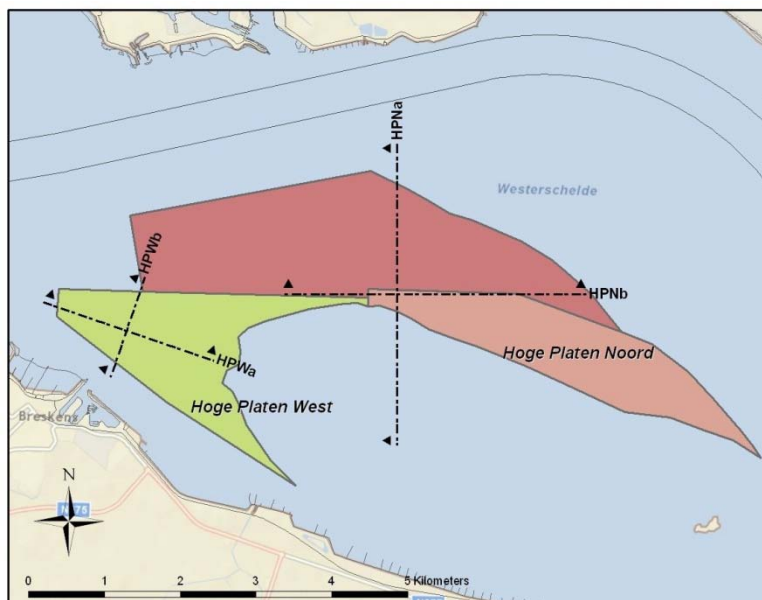 HPNa
Westerschelde
HPWb
HPNb
Hoge Platen Noord
HPWa
Hoge Platen West
Breskens
N
0 1 2 3 4 5 Kilometers